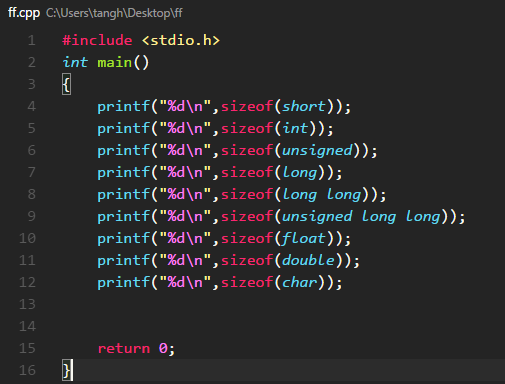 ff.cpp C:\Users\tangh\Desktop\ff
1 #include <stdio.h>
2 int main()
3 {
4 printf("%d\n",sizeof(short));
5 printf("%d\n",sizeof(int));
6 printf("%d\n",sizeof(unsigned));
7 printf("%d\n",sizeof(long));
8 printf("%d\n",sizeof(long long));
9 printf("%d\n",sizeof(unsigned long long));
10 printf("%d\n",sizeof(float));
11 printf("%d\n",sizeof(double));
12 printf("%d\n",sizeof(char));
13
14
15 return 0;
16 }